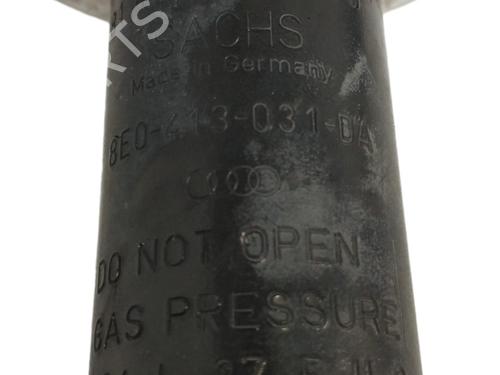 SACHS
Made in Germany
8E0-413-031-DA
DO NOT OPEN
GAS PRESSURE